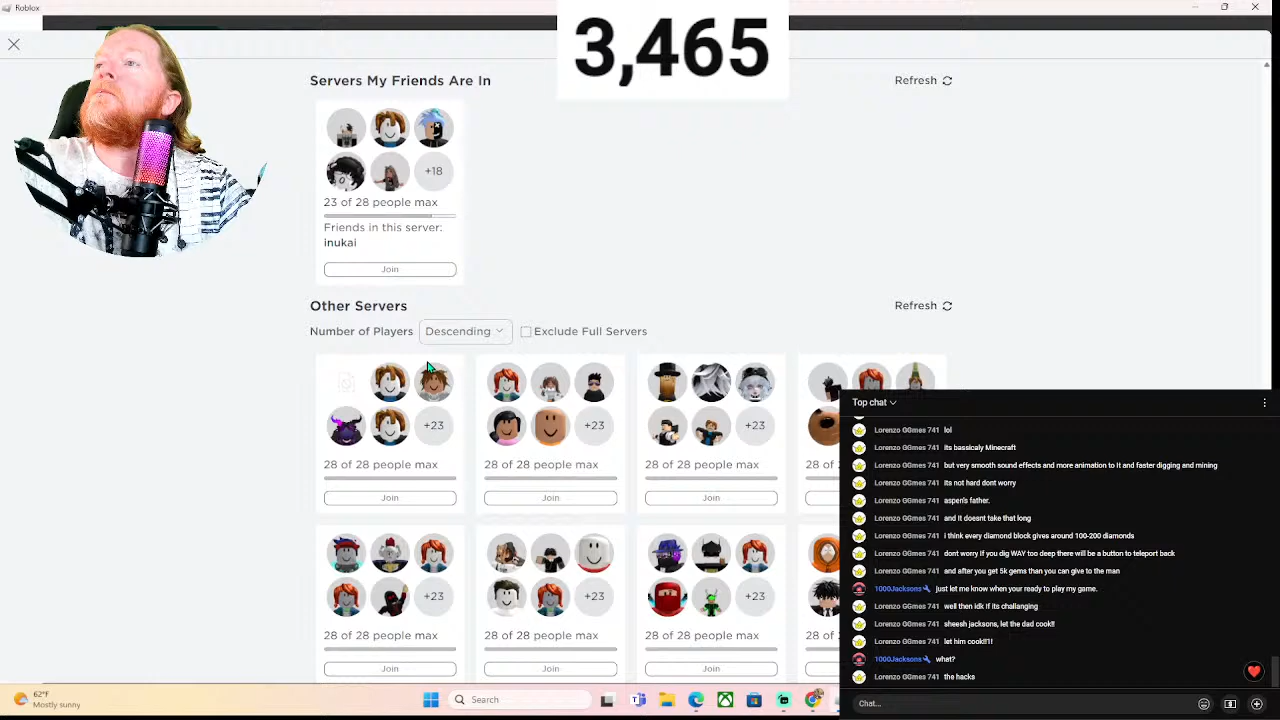 Roblox
3,465
Servers My Friends Are In
Refresh
+18
23 of 28 people max
Friends in this server:
inukai
Join
Other Servers
Refresh
Number of Players
Descending
Exclude Full Servers
+23
+23
+23
28 of 28 people max
28 of 28 people max
28 of 28 people max
28 of
Join
Join
Join
+23
+23
+23
28 of 28 people max
28 of 28 people max
28 of 28 people max
28 of
Join
Join
Join
Top chat
Lorenzo GGmes 741 lol
Lorenzo GGmes 741 its bassicaly Minecraft
Lorenzo GGmes 741 but very smooth sound effects and more animation to it and faster digging and mining
Lorenzo GGmes 741 its not hard dont worry
Lorenzo GGmes 741 aspen's father.
Lorenzo GGmes 741 and it doesnt take that long
Lorenzo GGmes 741 i think every diamond block gives around 100-200 diamonds
Lorenzo GGmes 741 dont worry if you dig WAY too deep there will be a button to teleport back
Lorenzo GGmes 741 and after you get 5k gems than you can give to the man
1000Jacksons just let me know when your ready to play my game.
Lorenzo GGmes 741 well then idk if its challanging
Lorenzo GGmes 741 sheesh jacksons, let the dad cook!!
Lorenzo GGmes 741 let him cook!!1!
1000Jacksons what?
Lorenzo GGmes 741 the hacks
Chat...
62°F
Mostly sunny
Search